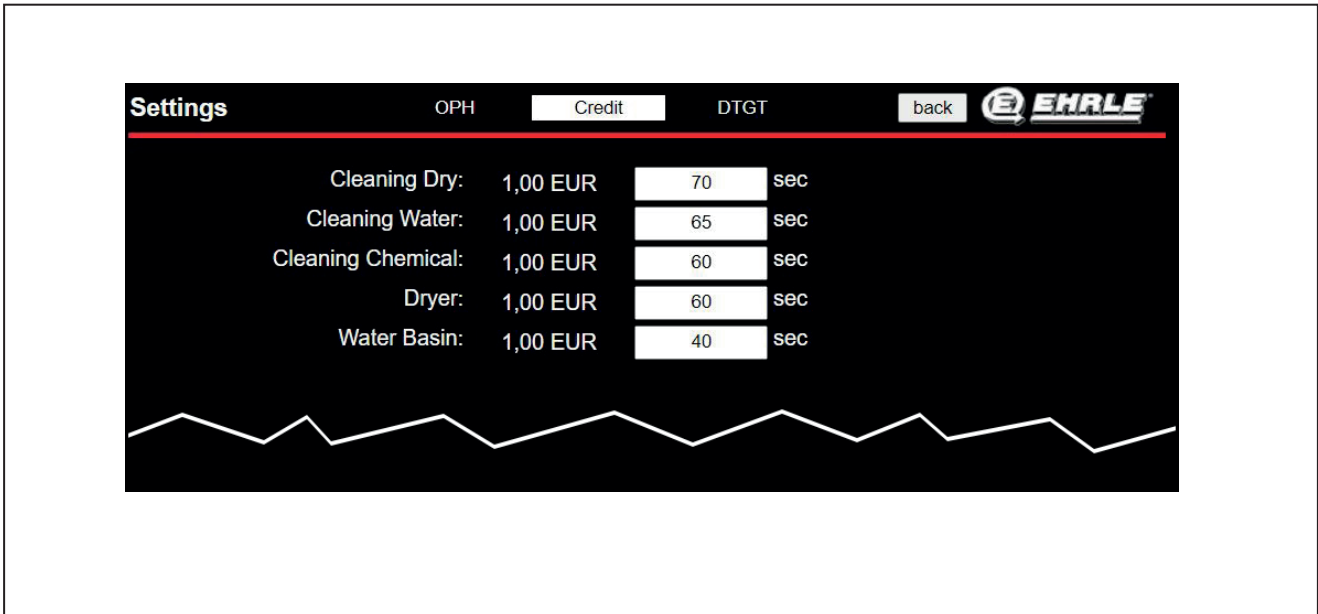 Settings OPH Credit DTGT back EHRLE
Cleaning Dry: 1,00 EUR 70 sec
Cleaning Water: 1,00 EUR 65 sec
Cleaning Chemical: 1,00 EUR 60 sec
Dryer: 1,00 EUR 60 sec
Water Basin: 1,00 EUR 40 sec